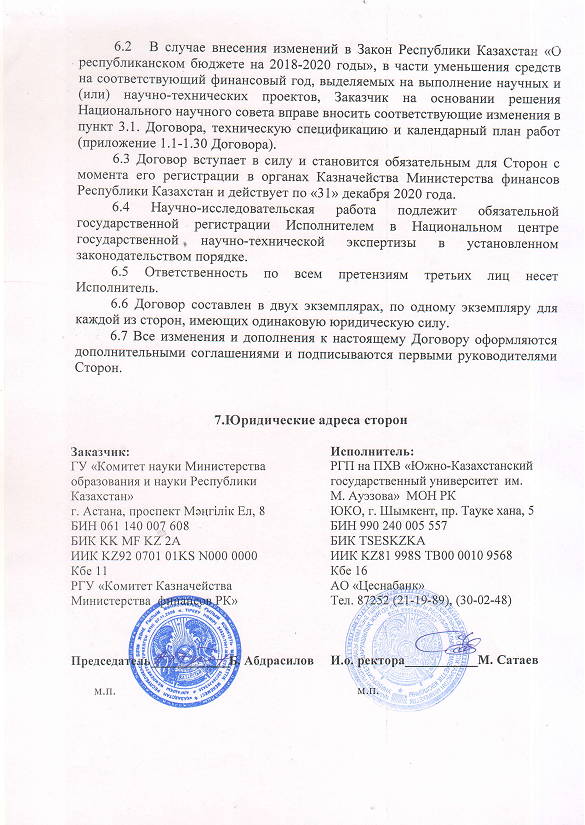 6.2 В случае внесения изменений в Закон Республики Казахстан «О
республиканском бюджете на 2018-2020 годы», в части уменьшения средств
на соответствующий финансовый год, выделяемых на выполнение научных и
(или) научно-технических проектов, Заказчик на основании решения
Национального научного совета вправе вносить соответствующие изменения в
пункт 3.1. Договора, техническую спецификацию и календарный план работ
(приложение 1.1-1.30 Договора).
6.3 Договор вступает в силу и становится обязательным для Сторон с
момента его регистрации в органах Казначейства Министерства финансов
Республики Казахстан и действует по «31» декабря 2020 года.
6.4 Научно-исследовательская работа подлежит обязательной
государственной регистрации Исполнителем в Национальном центре
государственной научно-технической экспертизы в установленном
законодательством порядке.
6.5 Ответственность по всем претензиям третьих лиц несет
Исполнитель.
6.6 Договор составлен в двух экземплярах, по одному экземпляру для
каждой из сторон, имеющих одинаковую юридическую силу.
6.7 Все изменения и дополнения к настоящему Договору оформляются
дополнительными соглашениями и подписываются первыми руководителями
Сторон.
7.Юридические адреса сторон
Заказчик:
ГУ «Комитет науки Министерства
образования и науки Республики
Казахстан»
г. Астана, проспект Мәңгілік Ел, 8
БИН 061 140 007 608
БИК KK MF KZ 2A
ИИК KZ92 0701 01KS N000 0000
Кбе 11
РГУ «Комитет Казначейства
Министерства финансов РК»
Председатель____________Б. Абдрасилов
м.п.
Исполнитель:
РГП на ПХВ «Южно-Казахстанский
государственный университет им.
М. Ауэзова» МОН РК
ЮКО, г. Шымкент, пр. Тауке хана, 5
БИН 990 240 005 557
БИК TSESKZKA
ИИК KZ81 998S TB00 0010 9568
Кбе 16
АО «Цеснабанк»
Тел. 87252 (21-19-89), (30-02-48)
И.о. ректора____________М. Сатаев
м.п.